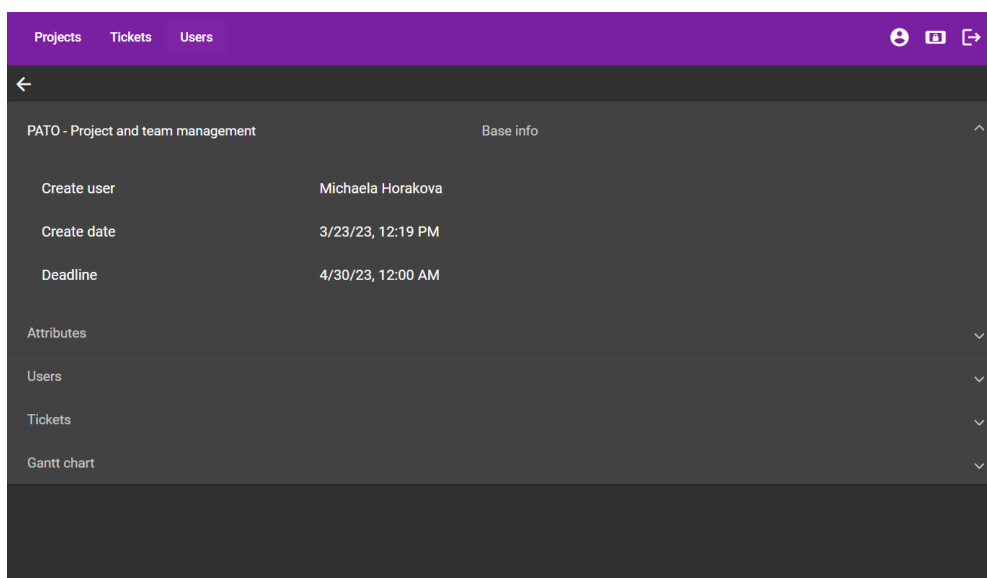 Projects Tickets Users
PATO - Project and team management Base info
Create user Michaela Horakova
Create date 3/23/23, 12:19 PM
Deadline 4/30/23, 12:00 AM
Attributes
Users
Tickets
Gantt chart